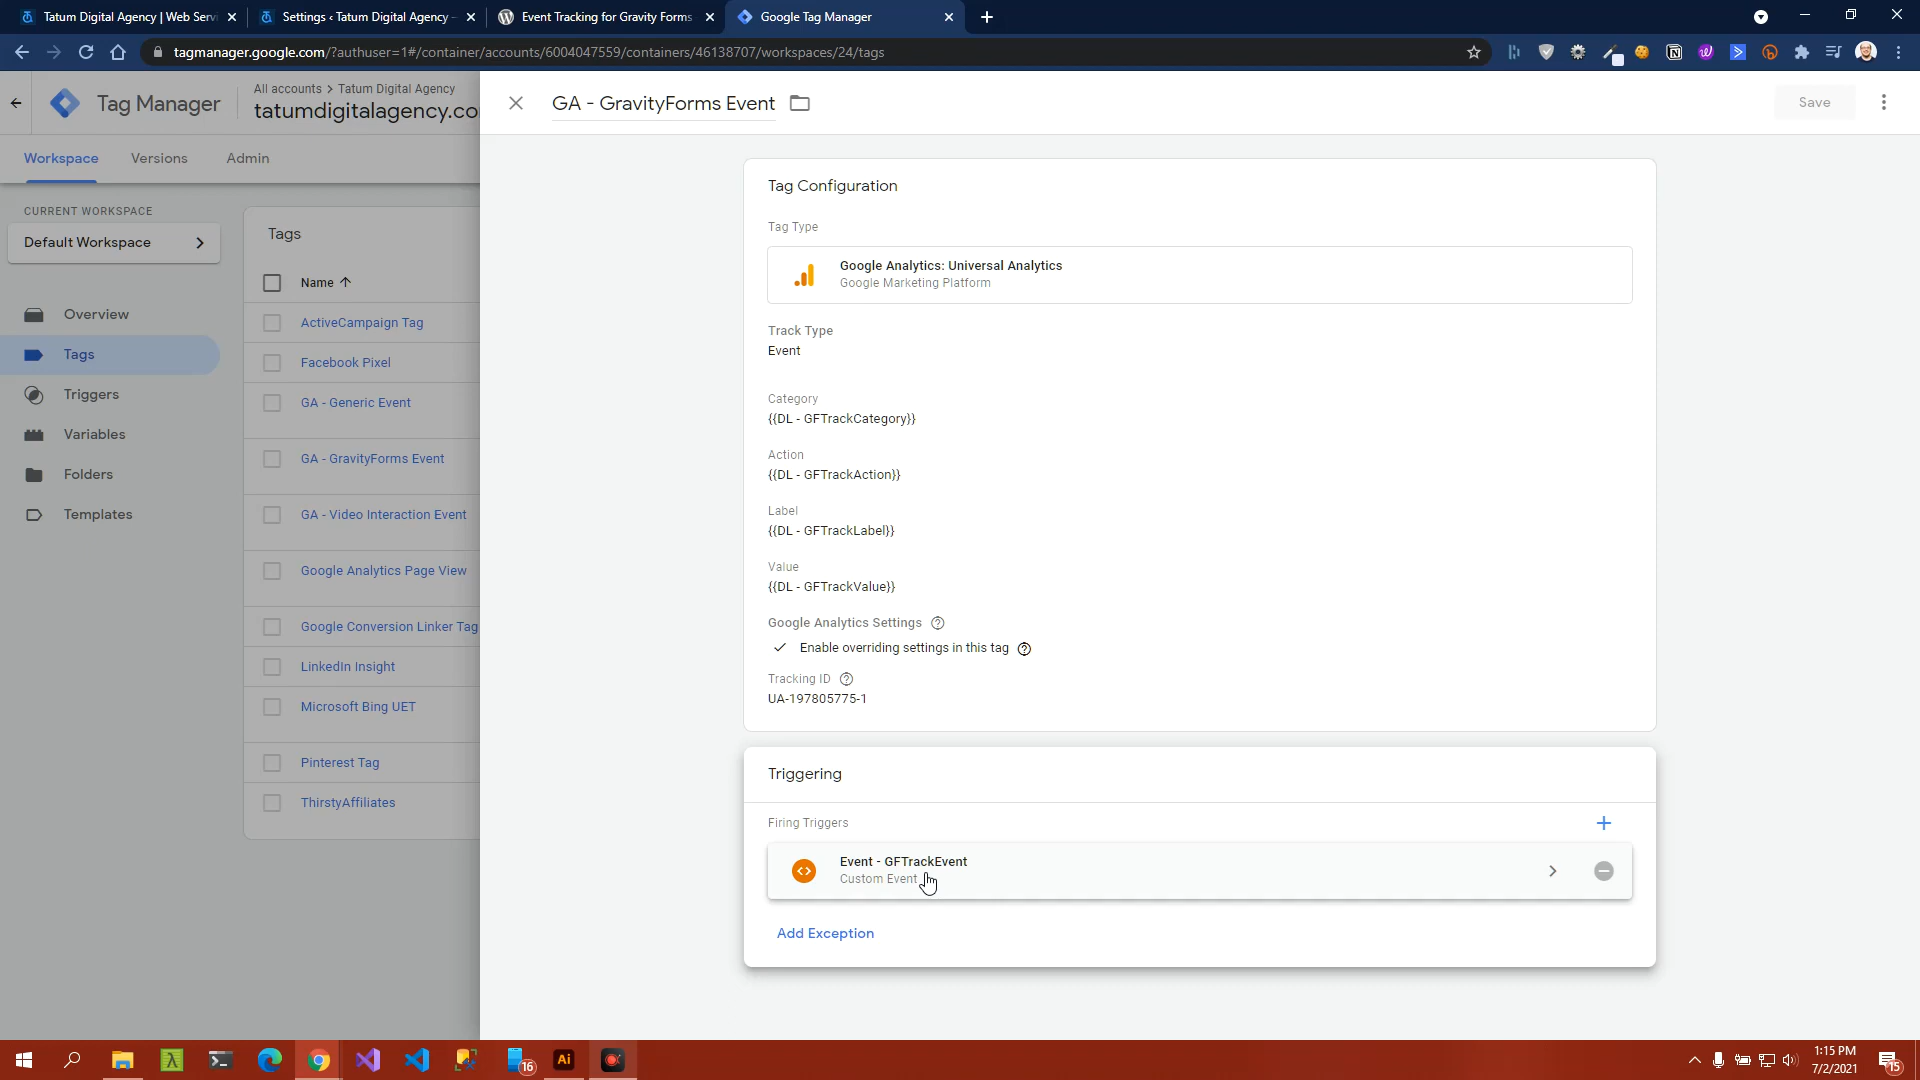 Tatum Digital Agency | Web Serv
Settings ‹ Tatum Digital Agency —
Event Tracking for Gravity Forms
Google Tag Manager
tagmanager.google.com/?authuser=1#/container/accounts/6004047559/containers/46138707/workspaces/24/tags
Tag Manager
All accounts > Tatum Digital Agency
tatumdigitalagency.co
GA - GravityForms Event
Save
Workspace
Versions
Admin
CURRENT WORKSPACE
Default Workspace
Overview
Tags
Triggers
Variables
Folders
Templates
Tags
Name
ActiveCampaign Tag
Facebook Pixel
GA - Generic Event
GA - GravityForms Event
GA - Video Interaction Event
Google Analytics Page View
Google Conversion Linker Tag
LinkedIn Insight
Microsoft Bing UET
Pinterest Tag
ThirstyAffiliates
Tag Configuration
Tag Type
Google Analytics: Universal Analytics
Google Marketing Platform
Track Type
Event
Category
{{DL - GFTrackCategory}}
Action
{{DL - GFTrackAction}}
Label
{{DL - GFTrackLabel}}
Value
{{DL - GFTrackValue}}
Google Analytics Settings
Enable overriding settings in this tag
Tracking ID
UA-197805775-1
Triggering
Firing Triggers
Event - GFTrackEvent
Custom Event
Add Exception
16
Ai
1:15 PM
7/2/2021
15